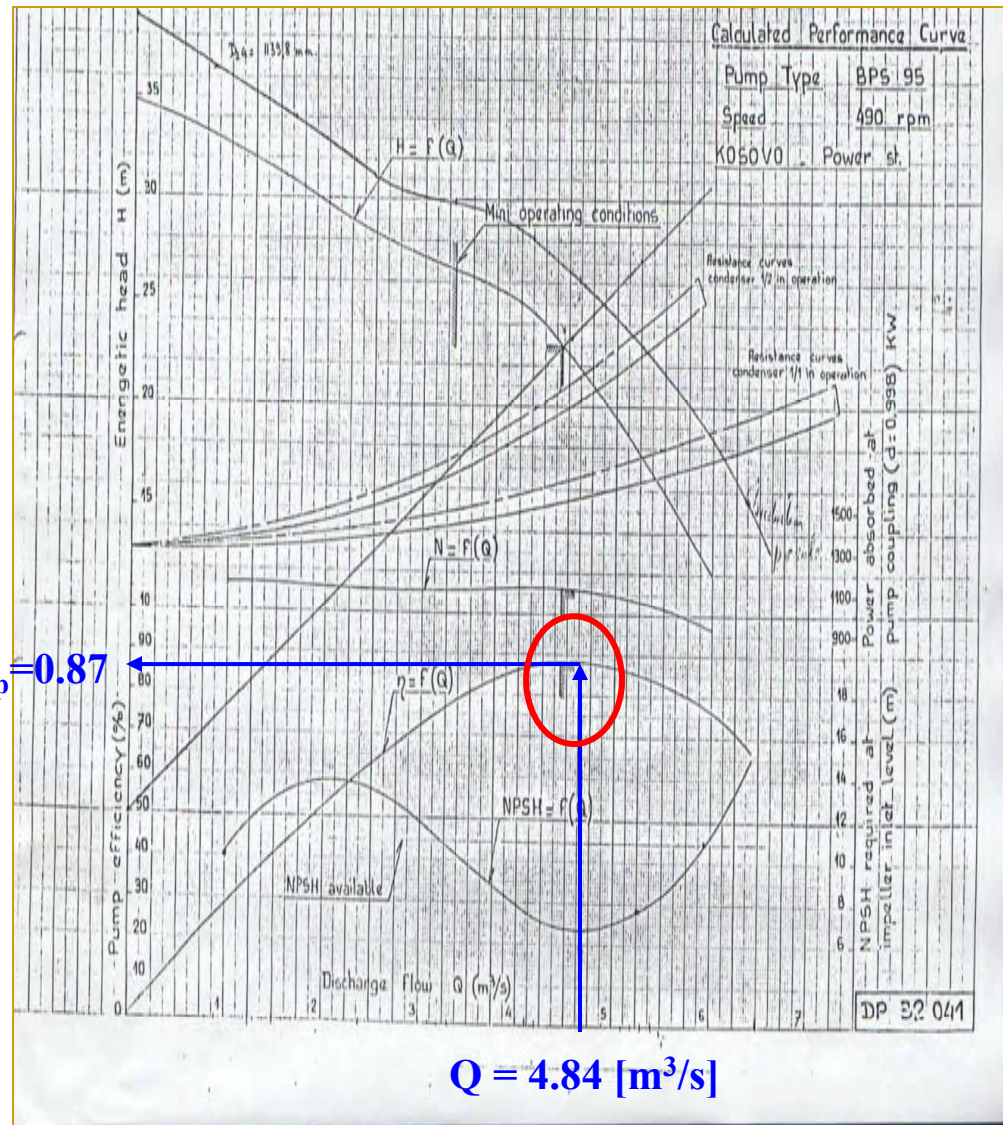 Calculated Performance Curve
Pump Type BPS 95
Speed 490 rpm
KOSOVO - Power st.
H = f(Q)
Mini operating conditions
Resistance curves
condenser 1/2 in operation
Resistance curves
condenser 1/1 in operation
Energetic head H (m)
35
30
25
20
15
10
N = f(Q)
Power absorbed at
pump coupling (d = 0.998) KW
1500
1300
1100
900
Pump efficiency (%)
90
80
70
60
50
40
30
20
10
0
=0.87
η = f(Q)
NPSH = f(Q)
NPSH available
NPSH required at
impeller inlet level (m)
18
16
14
12
10
8
6
Discharge flow Q (m³/s)
1 2 3 4 5 6 7
DP 32 041
Q = 4.84 [m³/s]